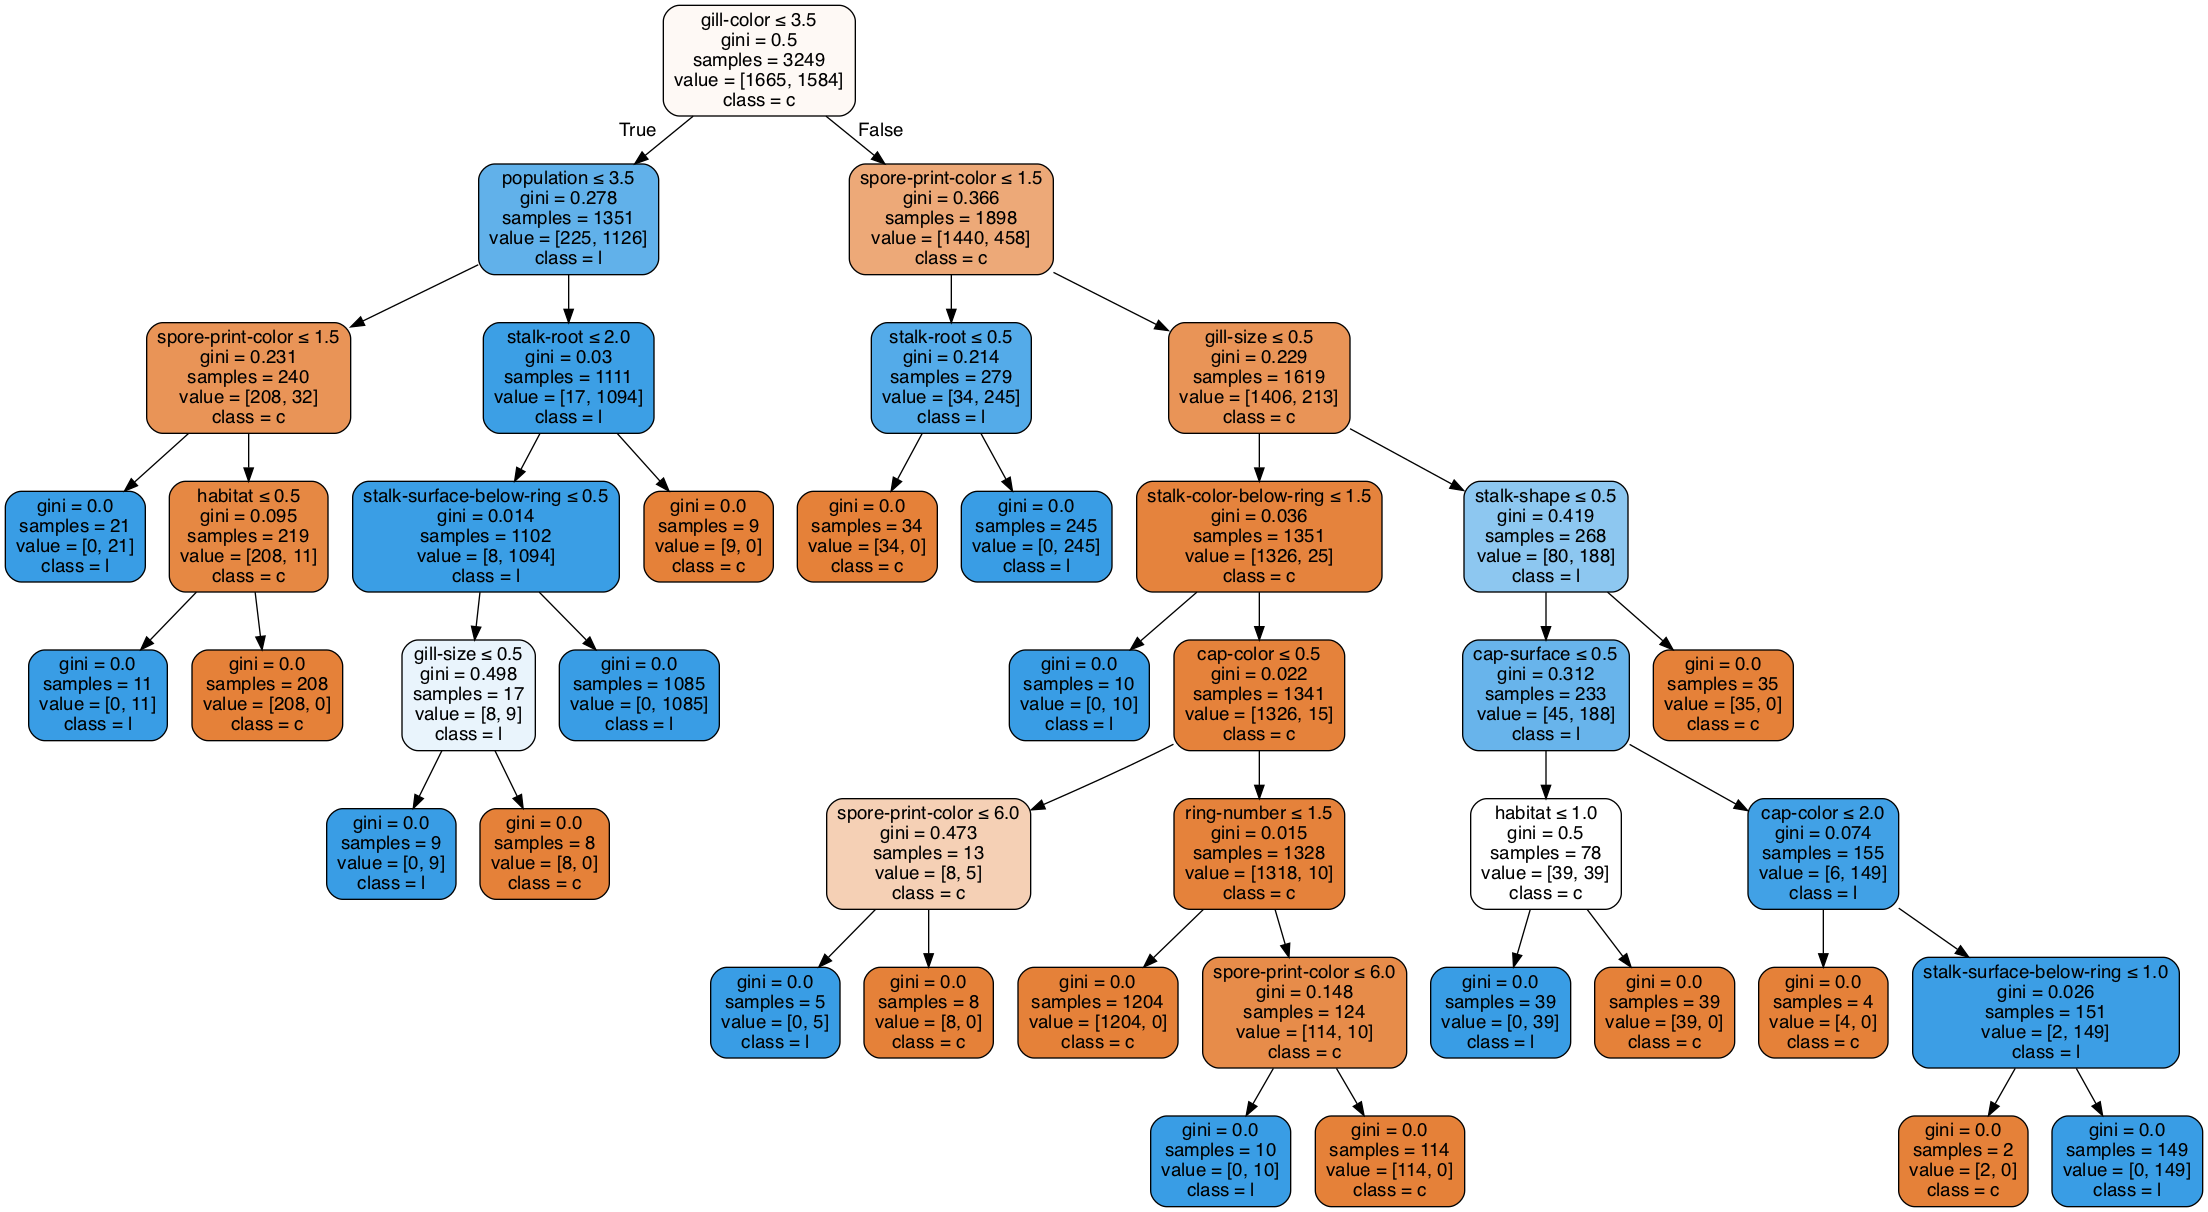 gill-color ≤ 3.5
gini = 0.5
samples = 3249
value = [1665, 1584]
class = c
True
False
population ≤ 3.5
gini = 0.278
samples = 1351
value = [225, 1126]
class = l
spore-print-color ≤ 1.5
gini = 0.366
samples = 1898
value = [1440, 458]
class = c
spore-print-color ≤ 1.5
gini = 0.231
samples = 240
value = [208, 32]
class = c
stalk-root ≤ 2.0
gini = 0.03
samples = 1111
value = [17, 1094]
class = l
stalk-root ≤ 0.5
gini = 0.214
samples = 279
value = [34, 245]
class = l
gill-size ≤ 0.5
gini = 0.229
samples = 1619
value = [1406, 213]
class = c
gini = 0.0
samples = 21
value = [0, 21]
class = l
habitat ≤ 0.5
gini = 0.095
samples = 219
value = [208, 11]
class = c
stalk-surface-below-ring ≤ 0.5
gini = 0.014
samples = 1102
value = [8, 1094]
class = l
gini = 0.0
samples = 9
value = [9, 0]
class = c
gini = 0.0
samples = 34
value = [34, 0]
class = c
gini = 0.0
samples = 245
value = [0, 245]
class = l
stalk-color-below-ring ≤ 1.5
gini = 0.036
samples = 1351
value = [1326, 25]
class = c
stalk-shape ≤ 0.5
gini = 0.419
samples = 268
value = [80, 188]
class = l
gini = 0.0
samples = 11
value = [0, 11]
class = l
gini = 0.0
samples = 208
value = [208, 0]
class = c
gill-size ≤ 0.5
gini = 0.498
samples = 17
value = [8, 9]
class = l
gini = 0.0
samples = 1085
value = [0, 1085]
class = l
gini = 0.0
samples = 10
value = [0, 10]
class = l
cap-color ≤ 0.5
gini = 0.022
samples = 1341
value = [1326, 15]
class = c
cap-surface ≤ 0.5
gini = 0.312
samples = 233
value = [45, 188]
class = l
gini = 0.0
samples = 35
value = [35, 0]
class = c
gini = 0.0
samples = 9
value = [0, 9]
class = l
gini = 0.0
samples = 8
value = [8, 0]
class = c
spore-print-color ≤ 6.0
gini = 0.473
samples = 13
value = [8, 5]
class = c
ring-number ≤ 1.5
gini = 0.015
samples = 1328
value = [1318, 10]
class = c
habitat ≤ 1.0
gini = 0.5
samples = 78
value = [39, 39]
class = c
cap-color ≤ 2.0
gini = 0.074
samples = 155
value = [6, 149]
class = l
gini = 0.0
samples = 5
value = [0, 5]
class = l
gini = 0.0
samples = 8
value = [8, 0]
class = c
gini = 0.0
samples = 1204
value = [1204, 0]
class = c
spore-print-color ≤ 6.0
gini = 0.148
samples = 124
value = [114, 10]
class = c
gini = 0.0
samples = 39
value = [0, 39]
class = l
gini = 0.0
samples = 39
value = [39, 0]
class = c
gini = 0.0
samples = 4
value = [4, 0]
class = c
stalk-surface-below-ring ≤ 1.0
gini = 0.026
samples = 151
value = [2, 149]
class = l
gini = 0.0
samples = 10
value = [0, 10]
class = l
gini = 0.0
samples = 114
value = [114, 0]
class = c
gini = 0.0
samples = 2
value = [2, 0]
class = c
gini = 0.0
samples = 149
value = [0, 149]
class = l